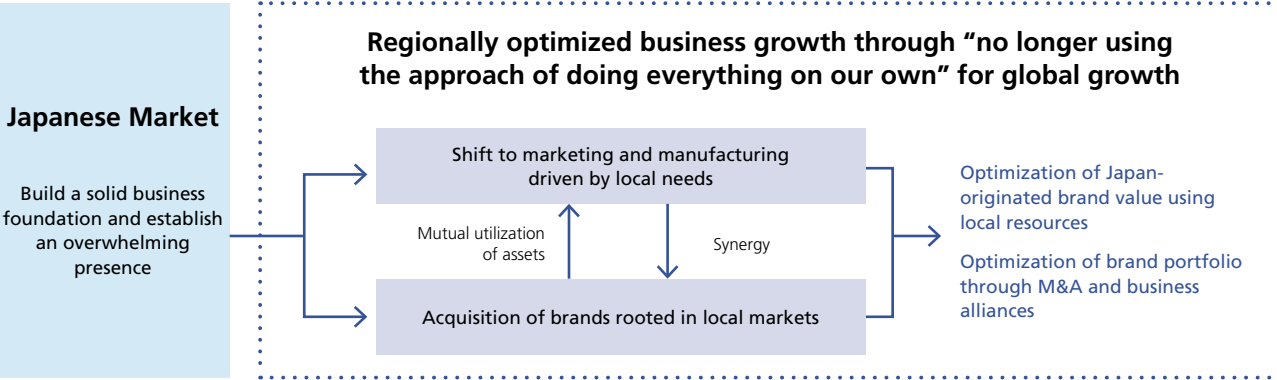 Regionally optimized business growth through “no longer using
the approach of doing everything on our own” for global growth
Japanese Market
Build a solid business
foundation and establish
an overwhelming
presence
Shift to marketing and manufacturing
driven by local needs
Mutual utilization
of assets
Synergy
Acquisition of brands rooted in local markets
Optimization of Japan-
originated brand value using
local resources
Optimization of brand portfolio
through M&A and business
alliances